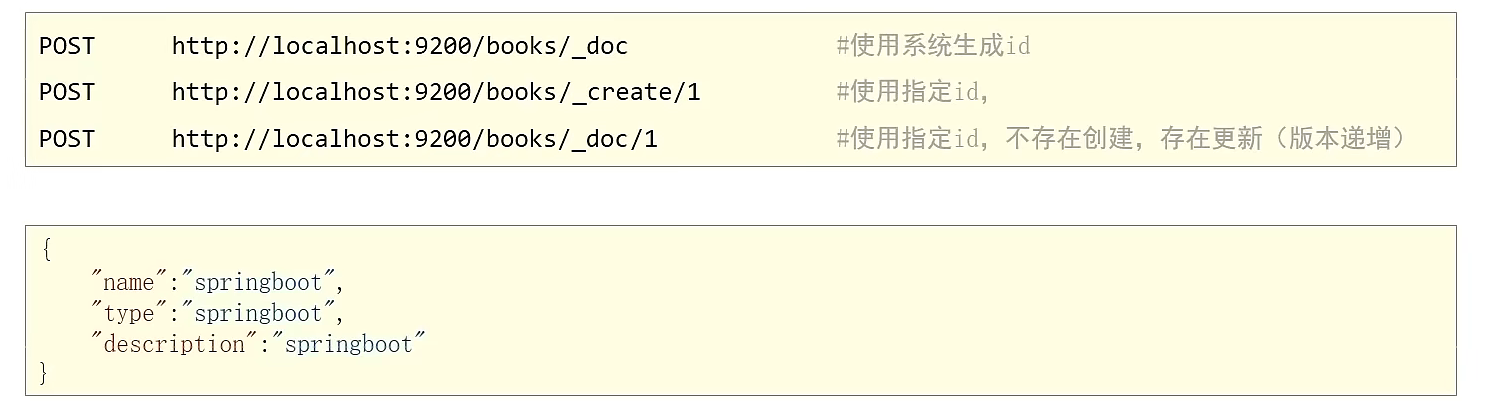 POST http://localhost:9200/books/_doc #使用系统生成id
POST http://localhost:9200/books/_create/1 #使用指定id，
POST http://localhost:9200/books/_doc/1 #使用指定id，不存在创建，存在更新（版本递增）
{
"name":"springboot",
"type":"springboot",
"description":"springboot"
}